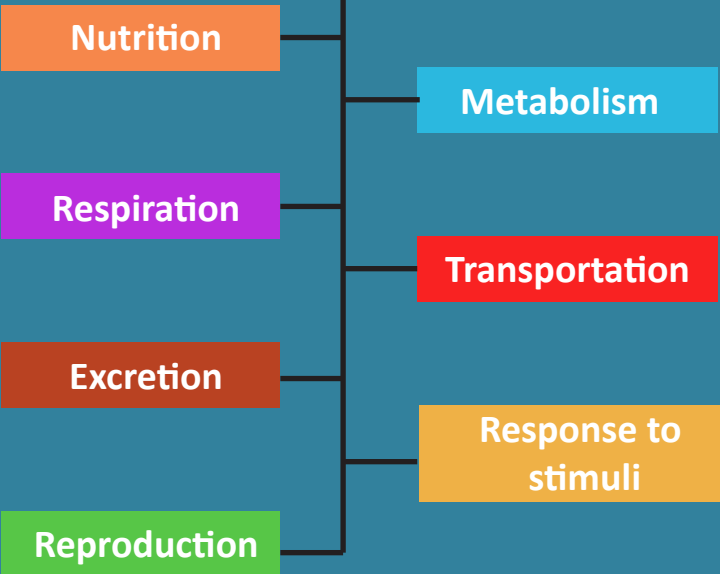 Nutrition
Metabolism
Respiration
Transportation
Excretion
Response to
stimuli
Reproduction